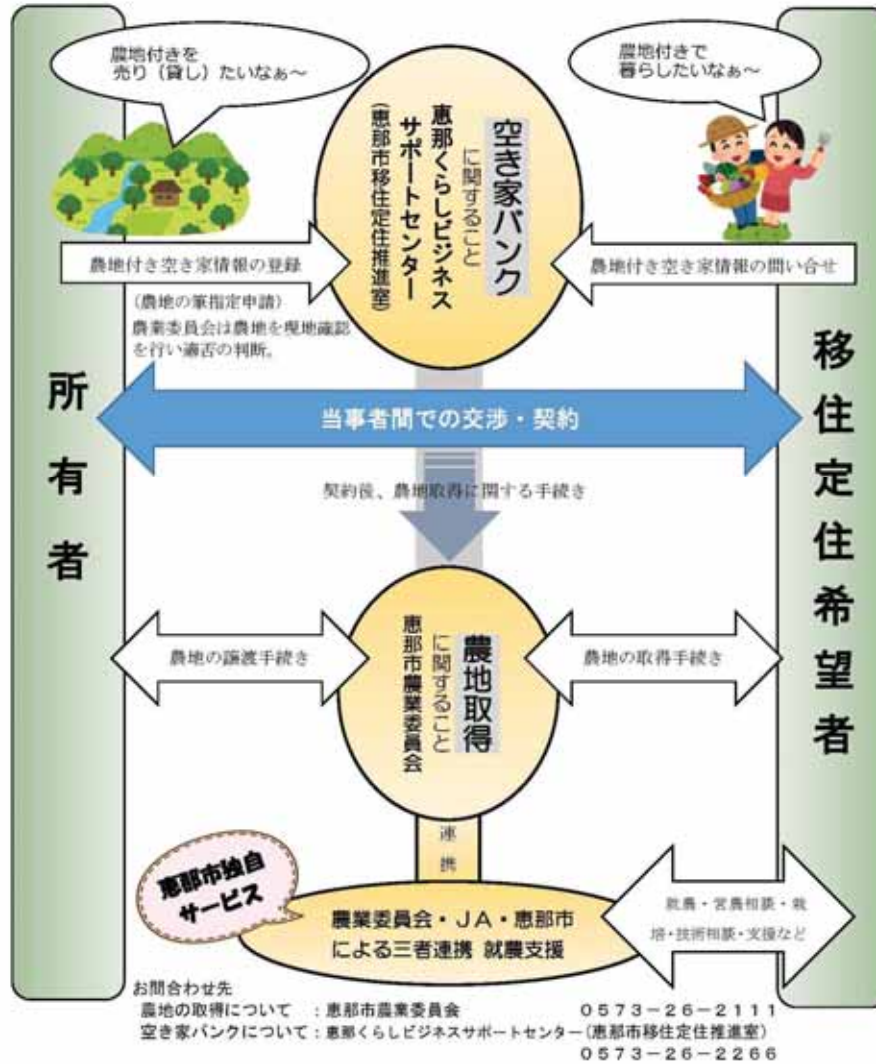 農地付きを
売り(貸し)たいなぁ～
農地付きで
暮らしたいなぁ～
空き家バンク
に関すること
恵那くらしビジネス
サポートセンター
(恵那市移住定住推進室)
農地付き空き家情報の登録
農地付き空き家情報の問い合せ
(農地の筆指定申請)
農業委員会は農地を現地確認
を行い適否の判断。
所有者
移住定住希望者
当事者間での交渉・契約
契約後、農地取得に関する手続き
農地の譲渡手続き
農地取得
に関すること
恵那市農業委員会
農地の取得手続き
連携
恵那市独自
サービス
農業委員会・JA・恵那市
による三者連携 就農支援
就農・営農相談・栽
培・技術相談・支援など
お問合わせ先
農地の取得について :恵那市農業委員会 0573-26-2111
空き家バンクについて:恵那くらしビジネスサポートセンター(恵那市移住定住推進室)
0573-26-2266